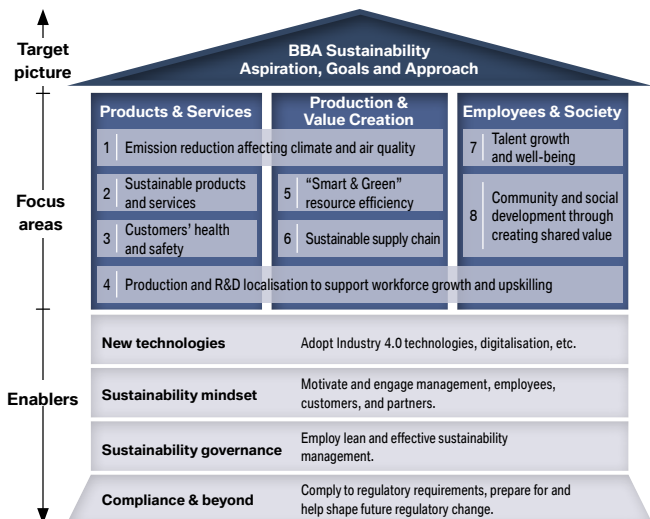 Target
picture
BBA Sustainability
Aspiration, Goals and Approach
Focus
areas
Products & Services
Production &
Value Creation
Employees & Society
1 Emission reduction affecting climate and air quality
2 Sustainable products
and services
3 Customers’ health
and safety
5 “Smart & Green”
resource efficiency
6 Sustainable supply chain
7 Talent growth
and well-being
8 Community and social
development through
creating shared value
4 Production and R&D localisation to support workforce growth and upskilling
Enablers
New technologies
Adopt Industry 4.0 technologies, digitalisation, etc.
Sustainability mindset
Motivate and engage management, employees,
customers, and partners.
Sustainability governance
Employ lean and effective sustainability
management.
Compliance & beyond
Comply to regulatory requirements, prepare for and
help shape future regulatory change.